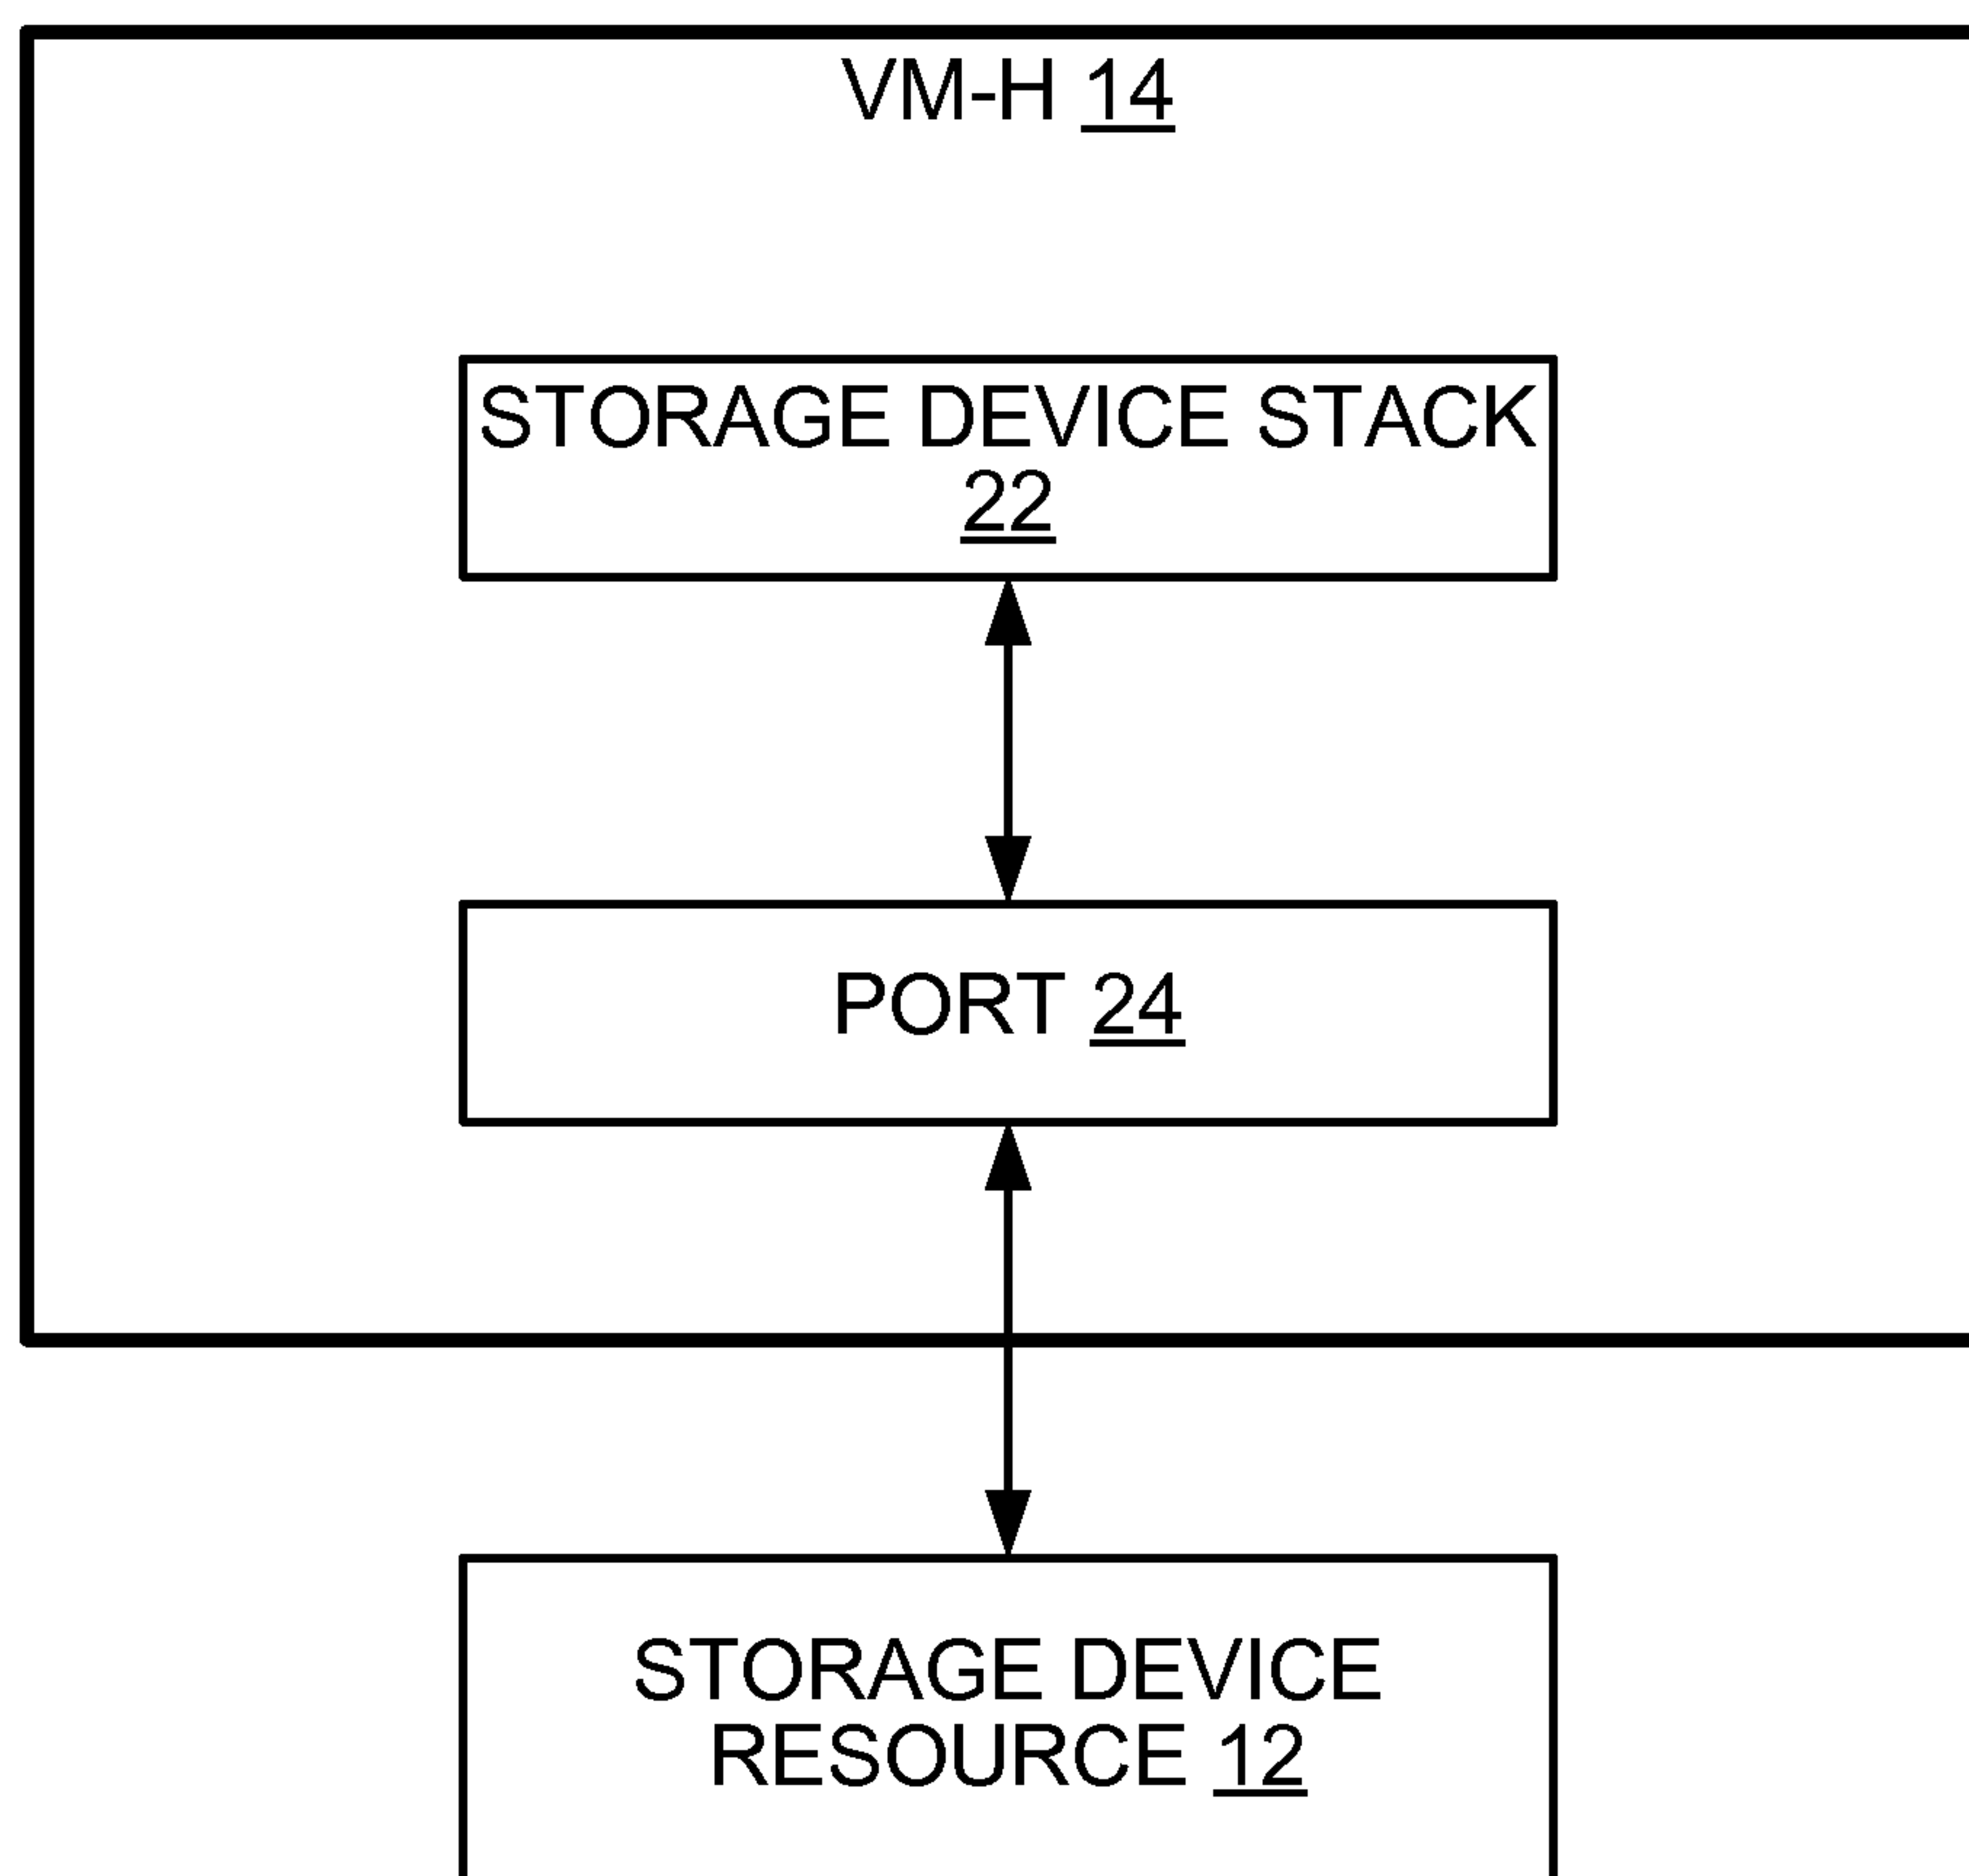 VM-H 14
STORAGE DEVICE STACK
22
PORT 24
STORAGE DEVICE
RESOURCE 12